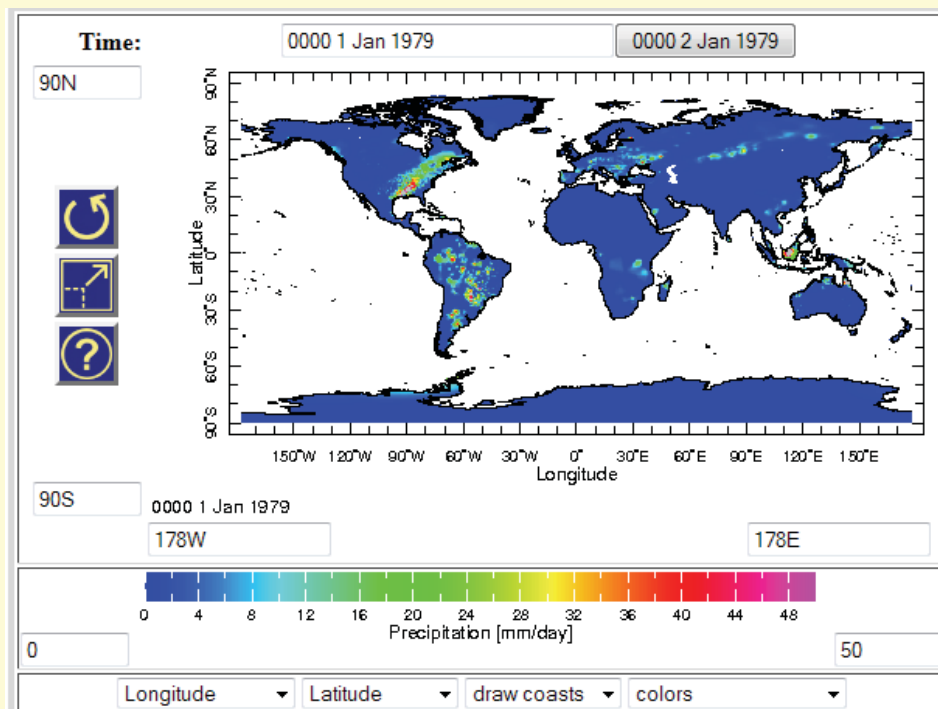 Time: 0000 1 Jan 1979 0000 2 Jan 1979
90N
90˚N
60˚N
30˚N
0˚
30˚S
60˚S
90˚S
Latitude
?
150˚W 120˚W 90˚W 60˚W 30˚W 0˚ 30˚E 60˚E 90˚E 120˚E 150˚E
Longitude
90S 0000 1 Jan 1979
178W 178E
0 4 8 12 16 20 24 28 32 36 40 44 48
Precipitation [mm/day]
0 50
Longitude Latitude draw coasts colors